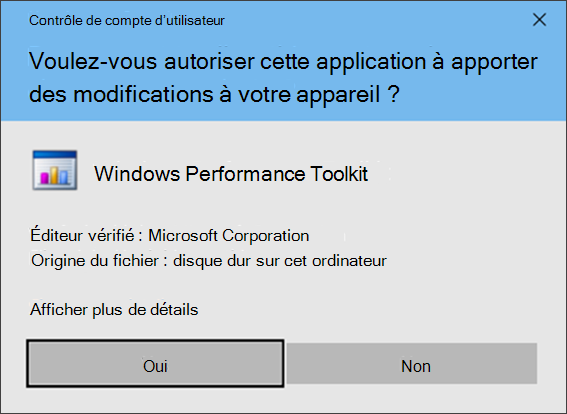 Contrôle de compte d’utilisateur
Voulez-vous autoriser cette application à apporter
des modifications à votre appareil ?
Windows Performance Toolkit
Éditeur vérifié : Microsoft Corporation
Origine du fichier : disque dur sur cet ordinateur
Afficher plus de détails
Oui
Non